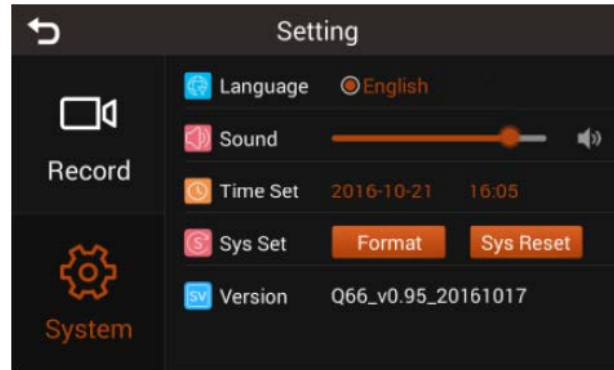 Setting
Record
System
Language English
Sound
Time Set 2016-10-21 16:05
S Sys Set Format Sys Reset
SV Version Q66_v0.95_20161017